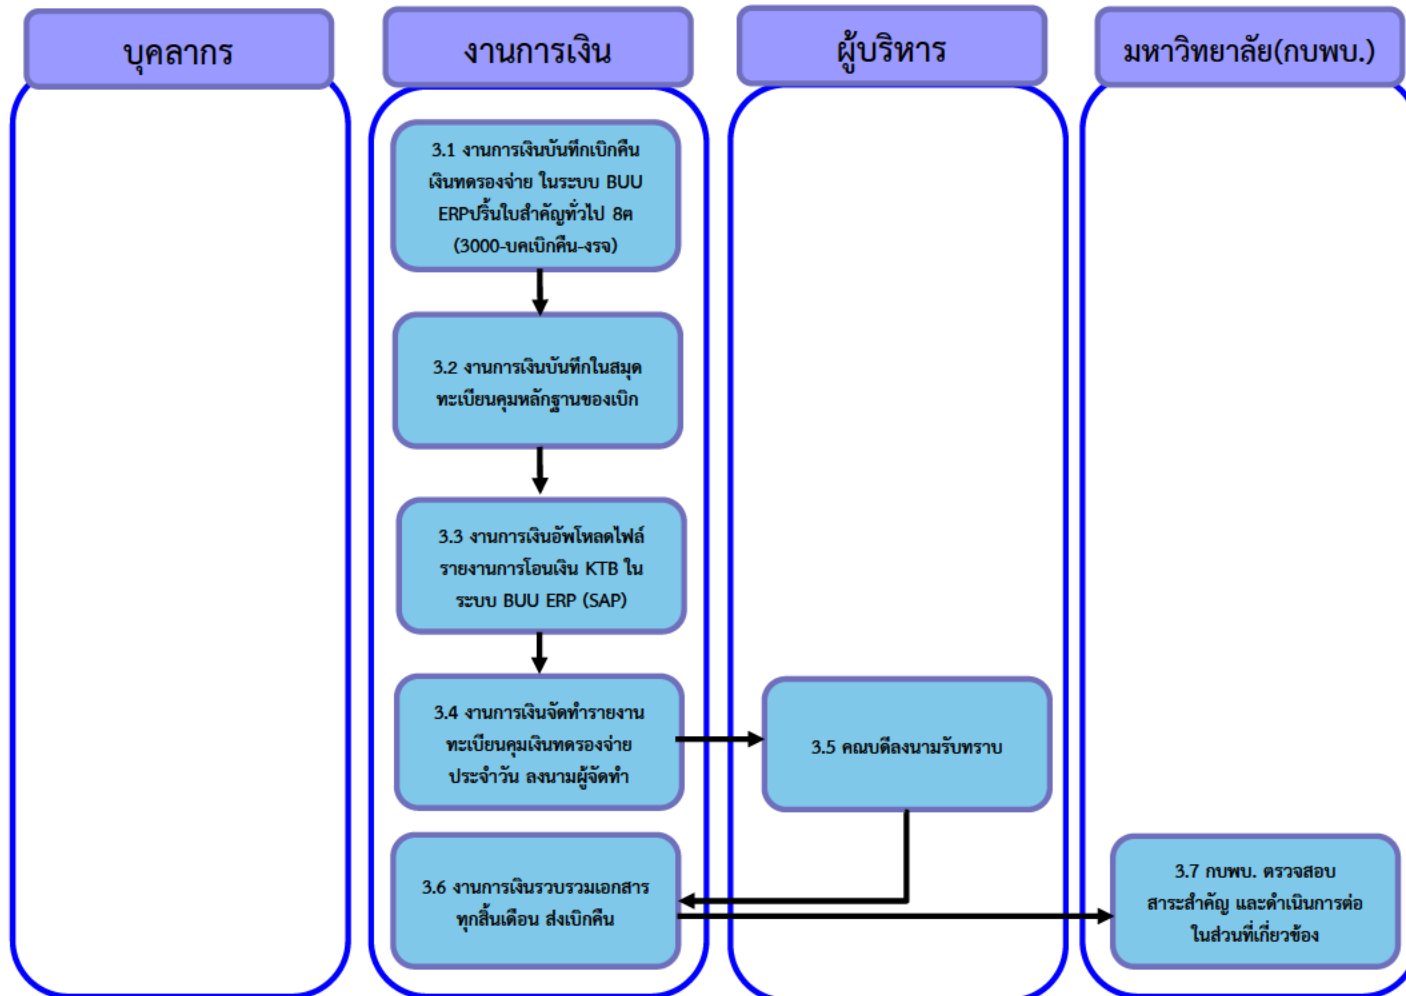 บุคลากร
งานการเงิน
ผู้บริหาร
มหาวิทยาลัย(กบพบ.)
3.1 งานการเงินบันทึกเบิกคืน
เงินทดรองจ่าย ในระบบ BUU
ERPปริ้นใบสำคัญทั่วไป 8ฅ
(3000-บคเบิกคืน-งรจ)
3.2 งานการเงินบันทึกในสมุด
ทะเบียนคุมหลักฐานของเบิก
3.3 งานการเงินอัพโหลดไฟล์
รายงานการโอนเงิน KTB ใน
ระบบ BUU ERP (SAP)
3.4 งานการเงินจัดทำรายงาน
ทะเบียนคุมเงินทดรองจ่าย
ประจำวัน ลงนามผู้จัดทำ
3.5 คณบดีลงนามรับทราบ
3.6 งานการเงินรวบรวมเอกสาร
ทุกสิ้นเดือน ส่งเบิกคืน
3.7 กบพบ. ตรวจสอบ
สาระสำคัญ และดำเนินการต่อ
ในส่วนที่เกี่ยวข้อง